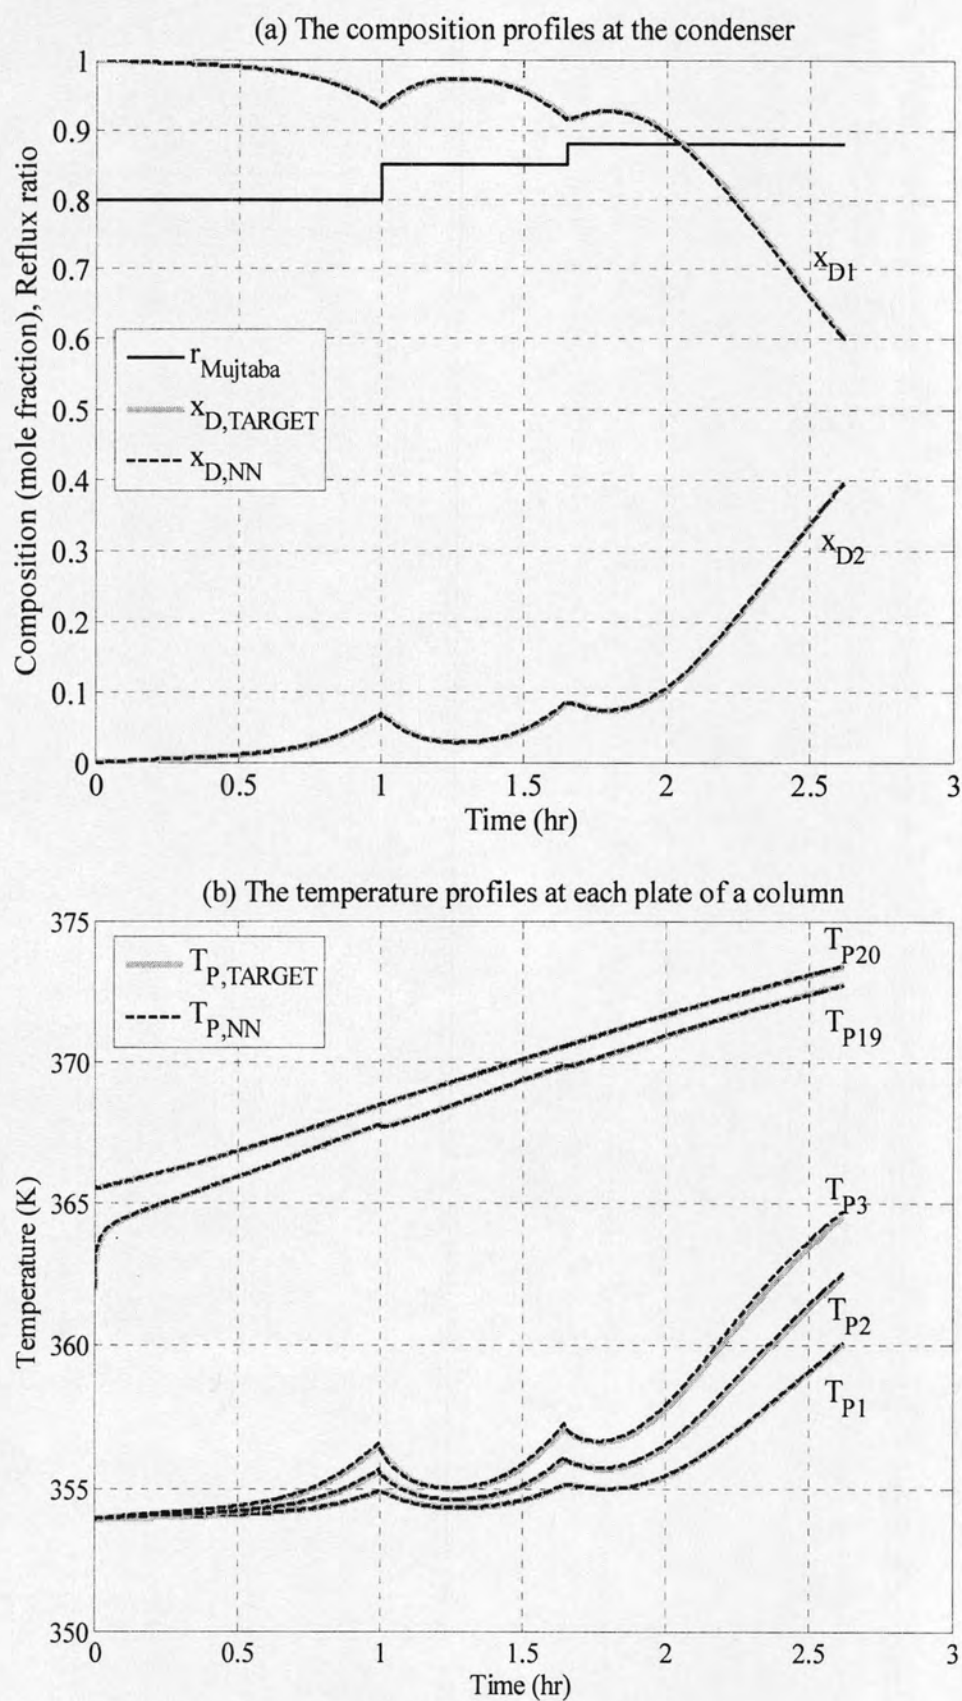 (a) The composition profiles at the condenser
Composition (mole fraction), Reflux ratio
1
0.9
0.8
0.7
0.6
0.5
0.4
0.3
0.2
0.1
0
r_Mujtaba
x_D,TARGET
x_D,NN
x_D1
x_D2
0 0.5 1 1.5 2 2.5 3
Time (hr)
(b) The temperature profiles at each plate of a column
Temperature (K)
375
370
365
360
354
350
T_P,TARGET
T_P,NN
T_P20
T_P19
T_P3
T_P2
T_P1
0 0.5 1 1.5 2 2.5 3
Time (hr)